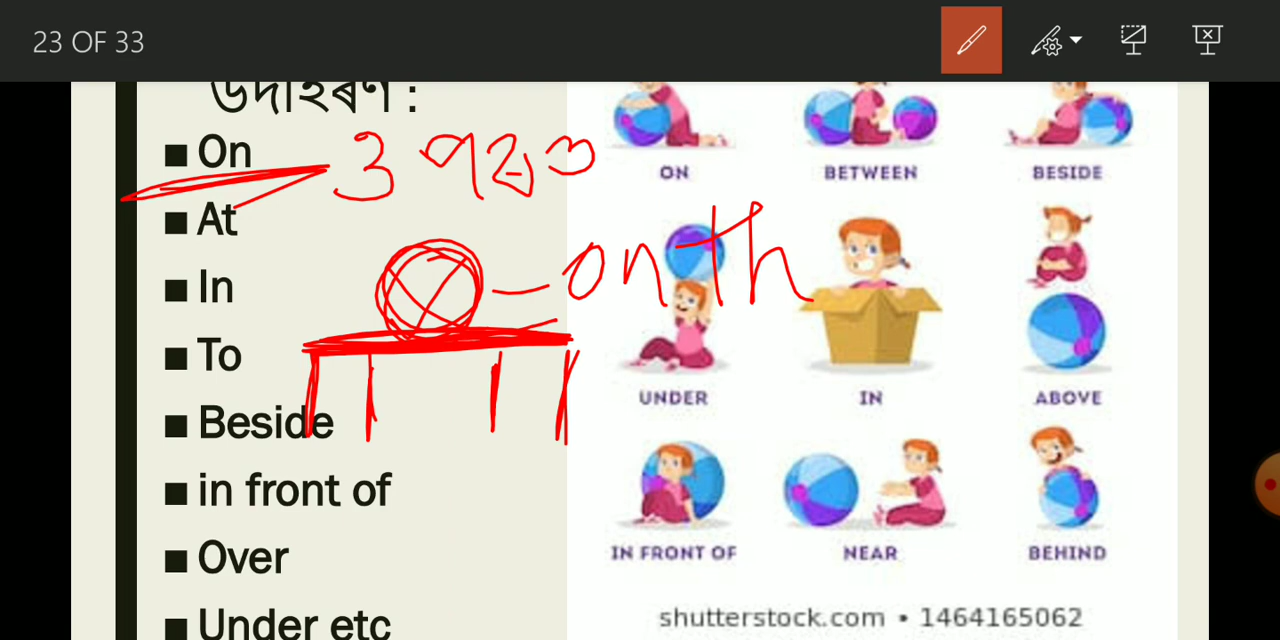 23 OF 33
উদাহৰণ :
On
ওপৰত
At
In
on th
To
Beside
in front of
Over
Under etc
ON BETWEEN BESIDE
UNDER IN ABOVE
IN FRONT OF NEAR BEHIND
shutterstock.com • 1464165062